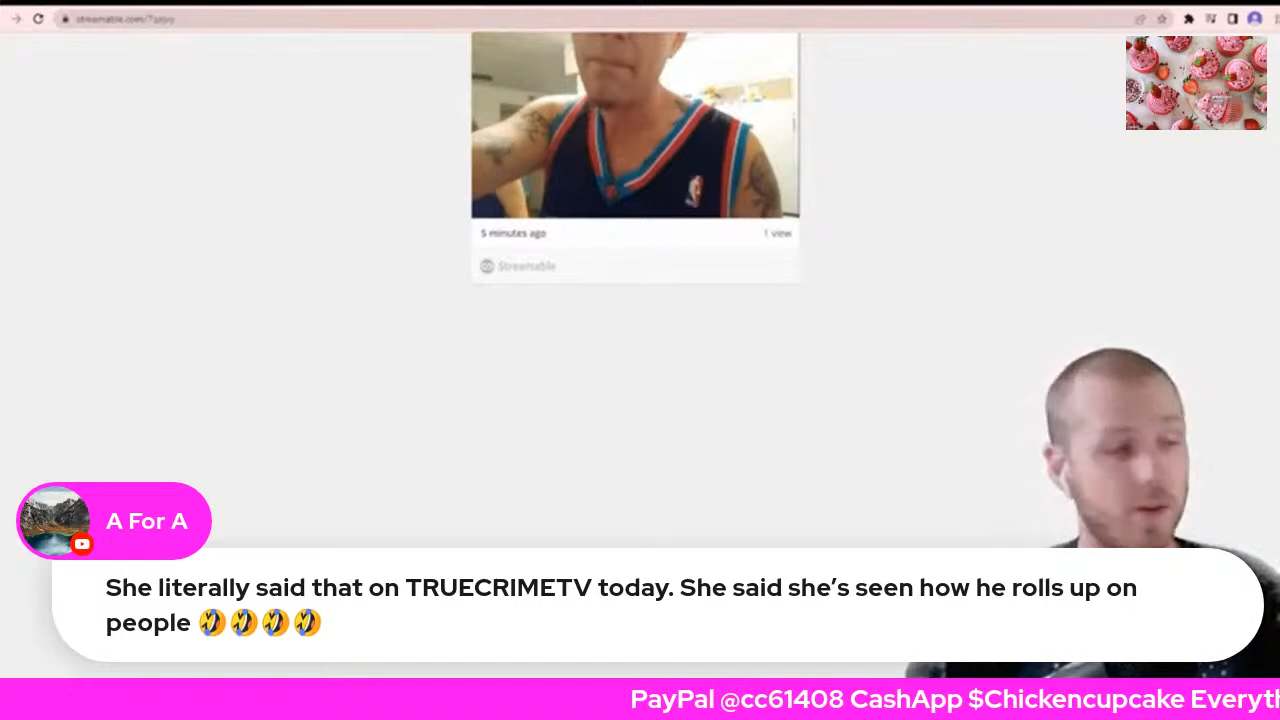 5 minutes ago
1 view
Streamable
A For A
She literally said that on TRUECRIMETV today. She said she’s seen how he rolls up on
people 🤣🤣🤣🤣
PayPal @cc61408 CashApp $Chickencupcake Everyth